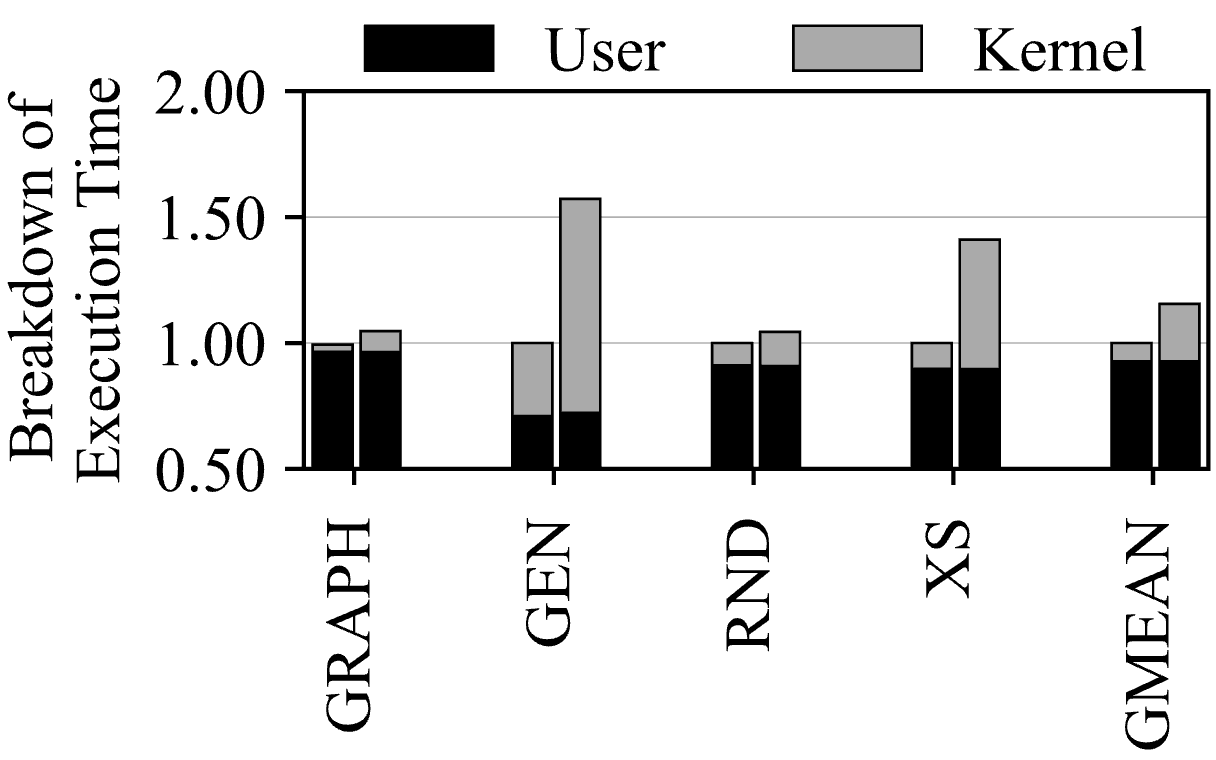 User
Kernel
Breakdown of
Execution Time
2.00
1.50
1.00
0.50
GRAPH
GEN
RND
XS
GMEAN